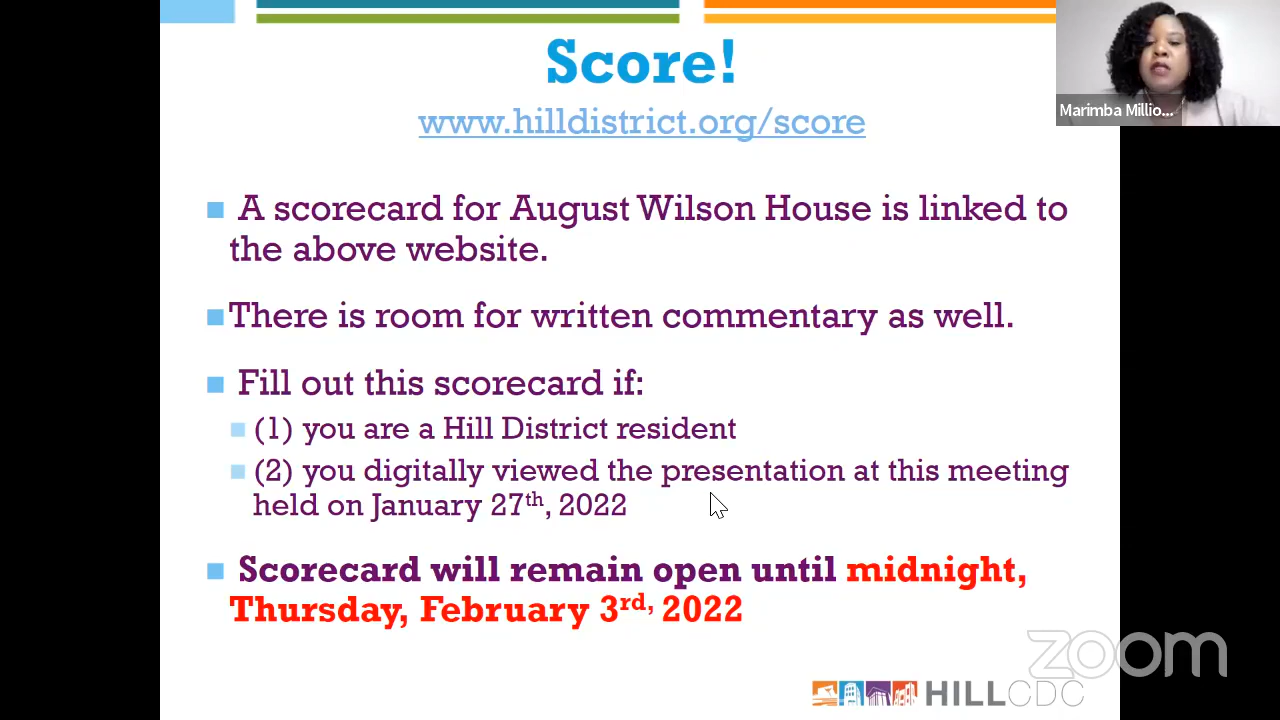 Score!
www.hilldistrict.org/score
Marimba Millio...
A scorecard for August Wilson House is linked to
the above website.
There is room for written commentary as well.
Fill out this scorecard if:
(1) you are a Hill District resident
(2) you digitally viewed the presentation at this meeting
held on January 27th, 2022
Scorecard will remain open until midnight,
Thursday, February 3rd, 2022
zoom
HILLCDC